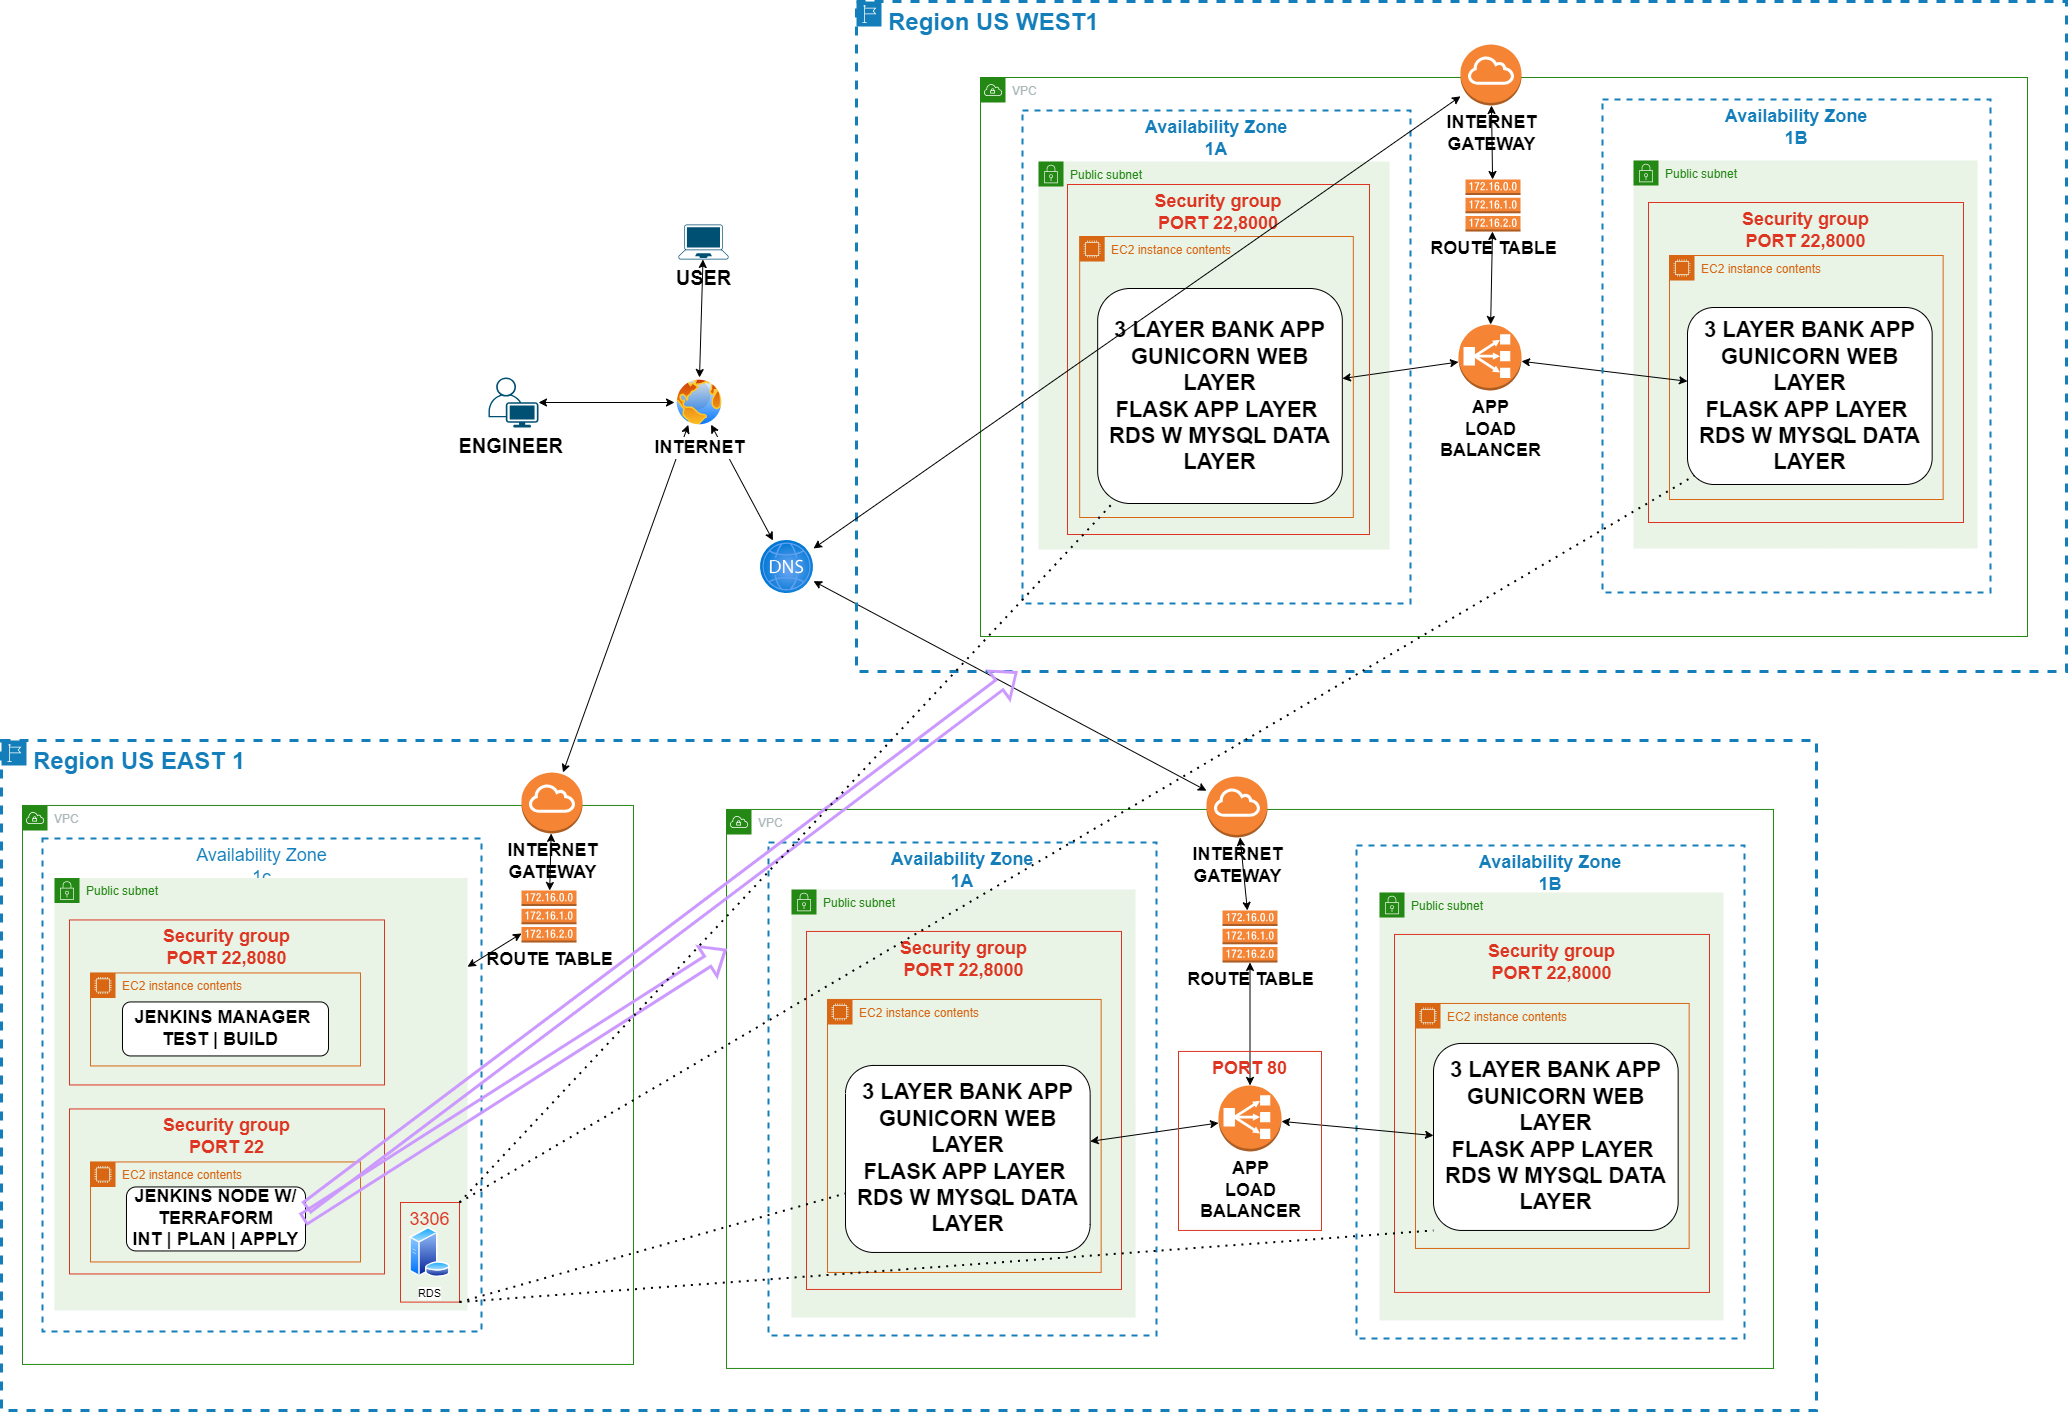 Region US WEST1
VPC
INTERNET
GATEWAY
172.16.0.0
172.16.1.0
172.16.2.0
ROUTE TABLE
APP
LOAD
BALANCER
Availability Zone
1A
Public subnet
Security group
PORT 22,8000
EC2 instance contents
3 LAYER BANK APP
GUNICORN WEB
LAYER
FLASK APP LAYER
RDS W MYSQL DATA
LAYER
Availability Zone
1B
Public subnet
Security group
PORT 22,8000
EC2 instance contents
3 LAYER BANK APP
GUNICORN WEB
LAYER
FLASK APP LAYER
RDS W MYSQL DATA
LAYER
USER
ENGINEER
INTERNET
DNS
Region US EAST 1
VPC
INTERNET
GATEWAY
172.16.0.0
172.16.1.0
172.16.2.0
ROUTE TABLE
Availability Zone
1c
Public subnet
Security group
PORT 22,8080
EC2 instance contents
JENKINS MANAGER
TEST | BUILD
Security group
PORT 22
EC2 instance contents
JENKINS NODE W/
TERRAFORM
INT | PLAN | APPLY
3306
RDS
VPC
INTERNET
GATEWAY
172.16.0.0
172.16.1.0
172.16.2.0
ROUTE TABLE
PORT 80
APP
LOAD
BALANCER
Availability Zone
1A
Public subnet
Security group
PORT 22,8000
EC2 instance contents
3 LAYER BANK APP
GUNICORN WEB
LAYER
FLASK APP LAYER
RDS W MYSQL DATA
LAYER
Availability Zone
1B
Public subnet
Security group
PORT 22,8000
EC2 instance contents
3 LAYER BANK APP
GUNICORN WEB
LAYER
FLASK APP LAYER
RDS W MYSQL DATA
LAYER